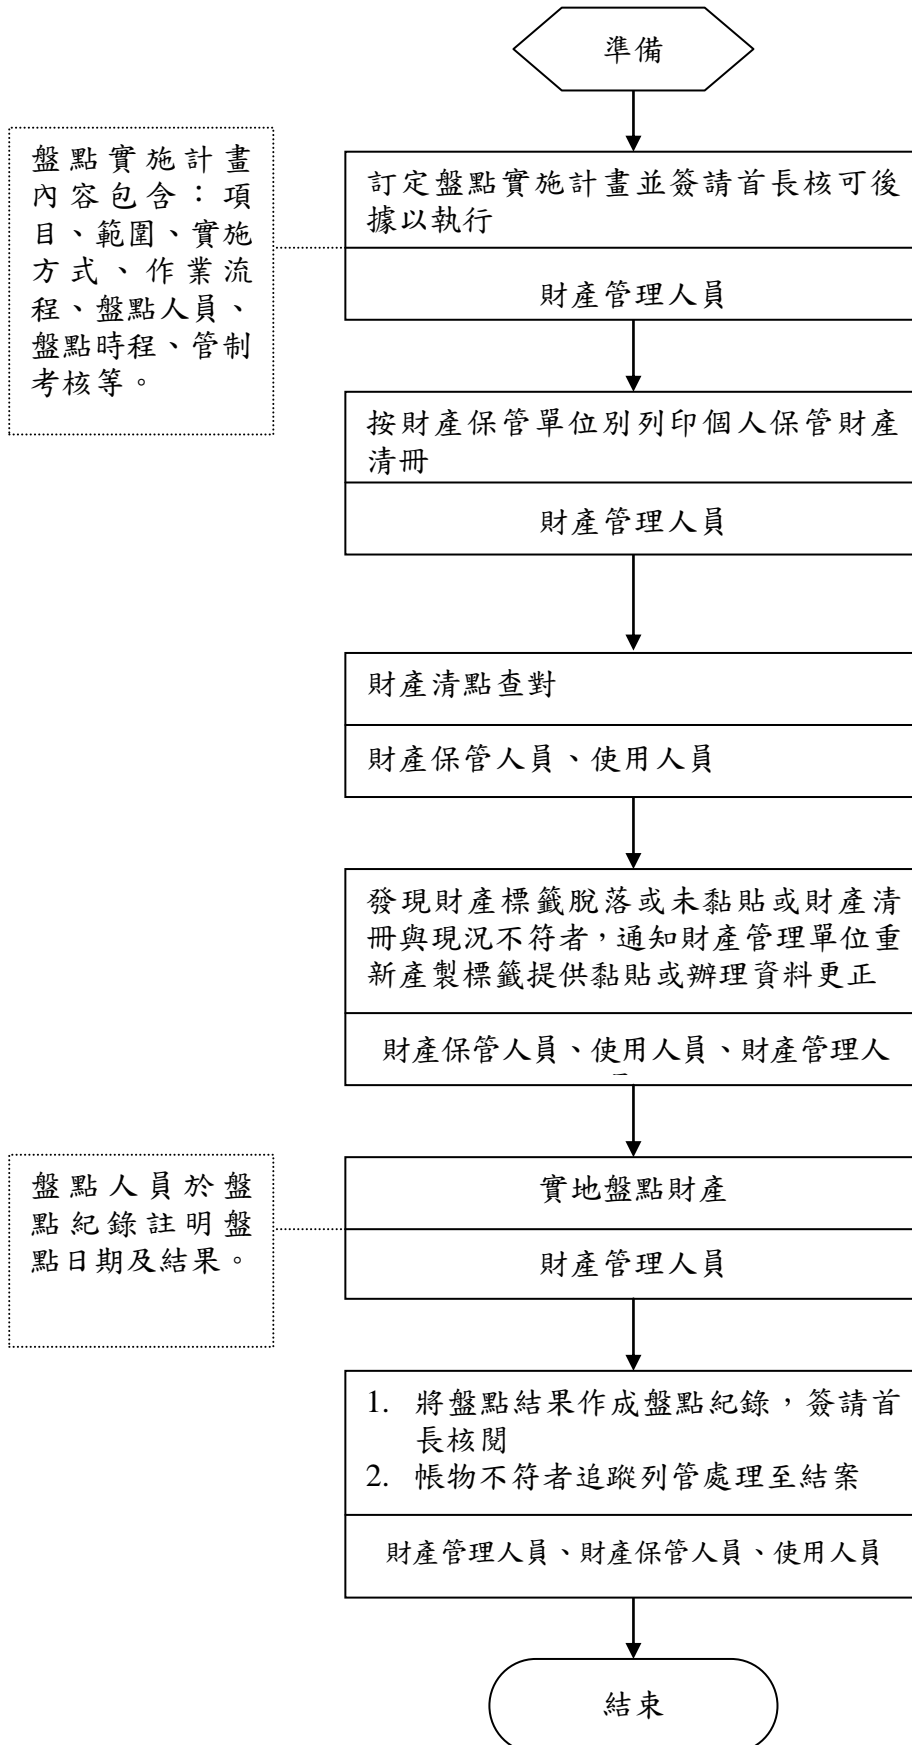 準備
盤點實施計畫
內容包含：項
目、範圍、實施
方式、作業流
程、盤點人員、
盤點時程、管制
考核等。
訂定盤點實施計畫並簽請首長核可後
據以執行
財產管理人員
按財產保管單位別列印個人保管財產
清冊
財產管理人員
財產清點查對
財產保管人員、使用人員
發現財產標籤脫落或未黏貼或財產清
冊與現況不符者，通知財產管理單位重
新產製標籤提供黏貼或辦理資料更正
財產保管人員、使用人員、財產管理人
盤點人員於盤
點紀錄註明盤
點日期及結果。
實地盤點財產
財產管理人員
1. 將盤點結果作成盤點紀錄，簽請首
長核閱
2. 帳物不符者追蹤列管處理至結案
財產管理人員、財產保管人員、使用人員
結束